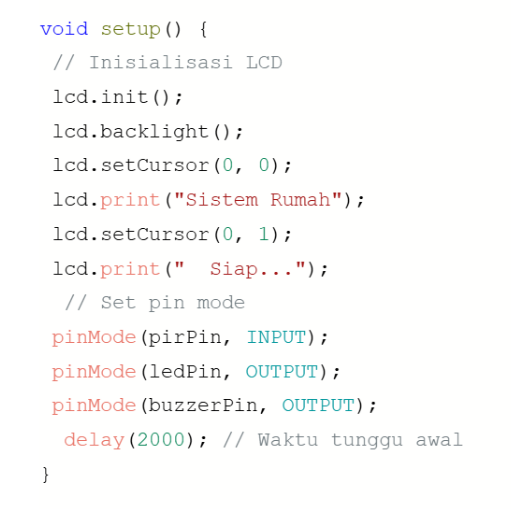 void setup() {
// Inisialisasi LCD
lcd.init();
lcd.backlight();
lcd.setCursor(0, 0);
lcd.print("Sistem Rumah");
lcd.setCursor(0, 1);
lcd.print("  Siap...");
// Set pin mode
pinMode(pirPin, INPUT);
pinMode(ledPin, OUTPUT);
pinMode(buzzerPin, OUTPUT);
delay(2000); // Waktu tunggu awal
}